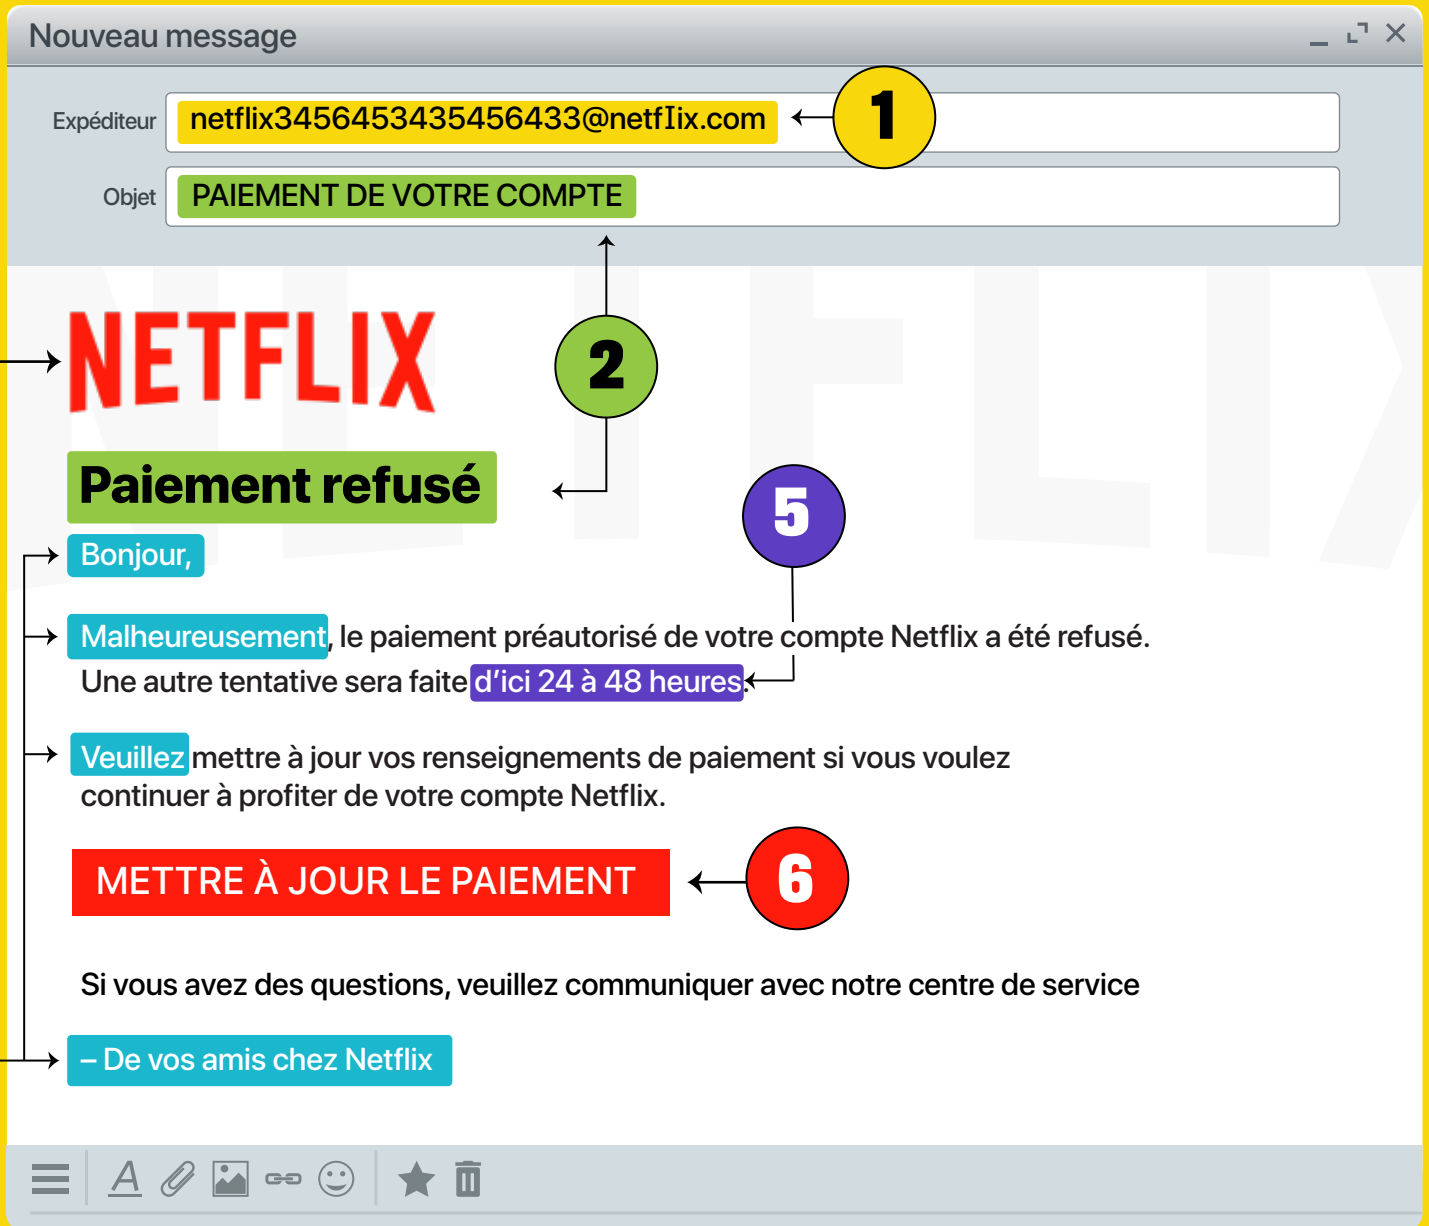 Nouveau message
Expéditeur netflix3456453435456433@netfIix.com 1
Objet PAIEMENT DE VOTRE COMPTE
NETFLIX
NETFLIX
2
Paiement refusé
5
Bonjour,
Malheureusement, le paiement préautorisé de votre compte Netflix a été refusé.
Une autre tentative sera faite d’ici 24 à 48 heures.
Veuillez mettre à jour vos renseignements de paiement si vous voulez
continuer à profiter de votre compte Netflix.
METTRE À JOUR LE PAIEMENT 6
Si vous avez des questions, veuillez communiquer avec notre centre de service
– De vos amis chez Netflix
A